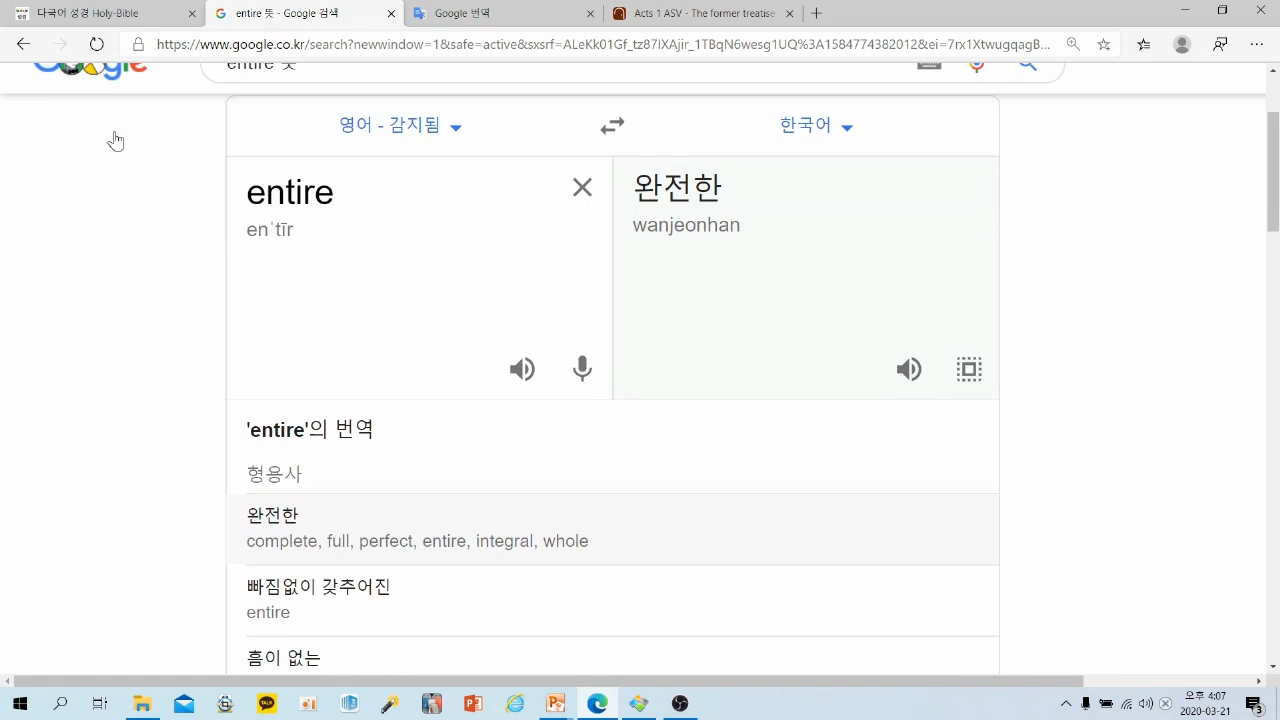 다국어 성경 Holy-Bible
entire 뜻 - Google 검색
Google 번역
Acts 1 ASV - The former treatise
https://www.google.co.kr/search?newwindow=1&safe=active&sxsrf=ALeKk01Gf_tz87IXAjir_1TBqN6wesg1UQ%3A1584774382012&ei=7rx1XtwugqagB...
Google
entire 뜻
영어 - 감지됨
한국어
entire
enˈtīr
완전한
wanjeonhan
'entire'의 번역
형용사
완전한
complete, full, perfect, entire, integral, whole
빠짐없이 갖추어진
entire
흠이 없는
TALK
오후 4:07
2020-03-21
3